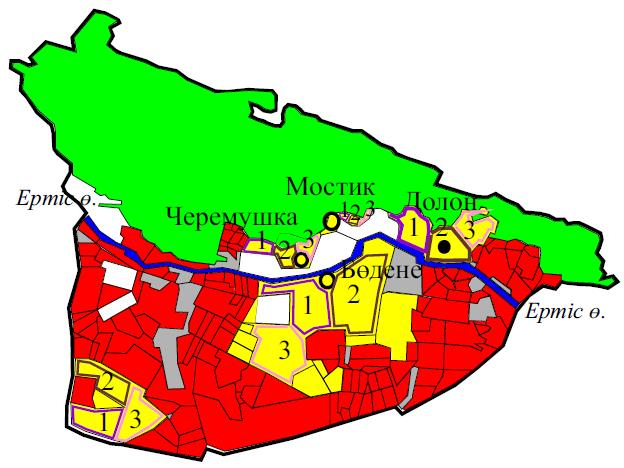 Мостик
Долон
Ертіс ө.
Черемушка
1 2 3
1 2 3
1 2 3
Бөдене
1
2
3
Ертіс ө.
2
1 3